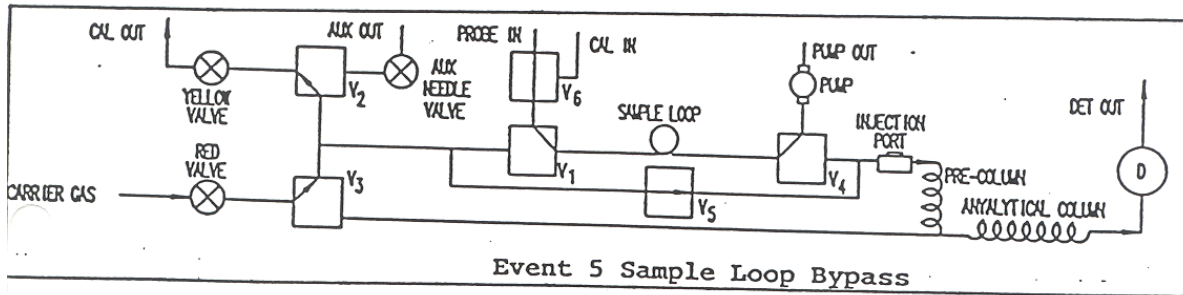 CAL OUT
AUX OUT
PROBE IN
CAL IN
PUMP OUT
PUMP
DET OUT
YELLOW
VALVE
V2
AUX
NEEDLE
VALVE
V6
SAMPLE LOOP
INJECTION
PORT
RED
VALVE
V3
V1
V4
D
CARRIER GAS
V5
PRE-COLUMN
ANYALYTICAL COLUMN
Event 5 Sample Loop Bypass